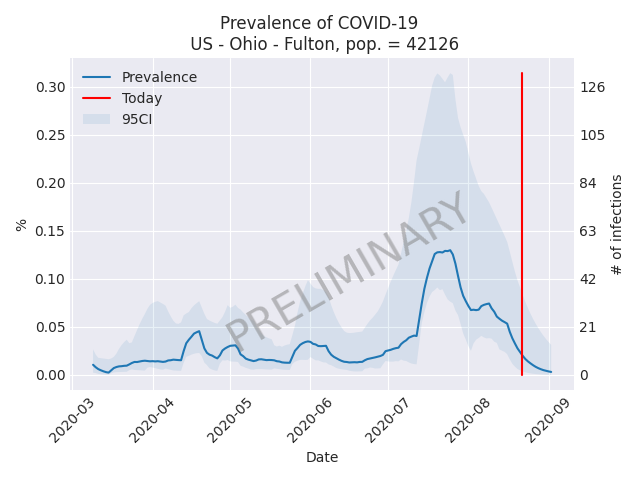 Prevalence of COVID-19
US - Ohio - Fulton, pop. = 42126
Prevalence
Today
95CI
PRELIMINARY
%
0.30
0.25
0.20
0.15
0.10
0.05
0.00
126
105
84
63
42
21
0
# of infections
2020-03
2020-04
2020-05
2020-06
2020-07
2020-08
2020-09
Date